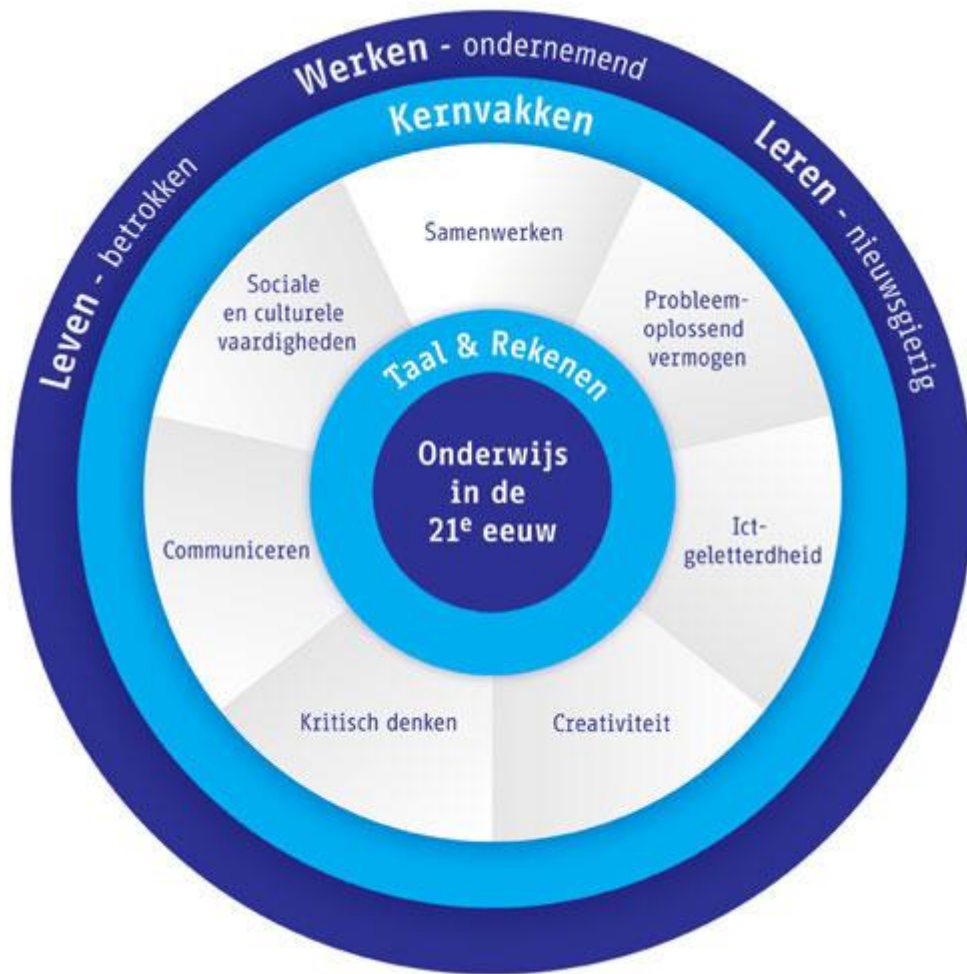 Leven - betrokken
Werken - ondernemend
Leren - nieuwsgierig
Kernvakken
Samenwerken
Sociale
en culturele
vaardigheden
Probleem-
oplossend
vermogen
Taal & Rekenen
Onderwijs
in de
21e eeuw
Communiceren
Ict-
geletterdheid
Kritisch denken
Creativiteit